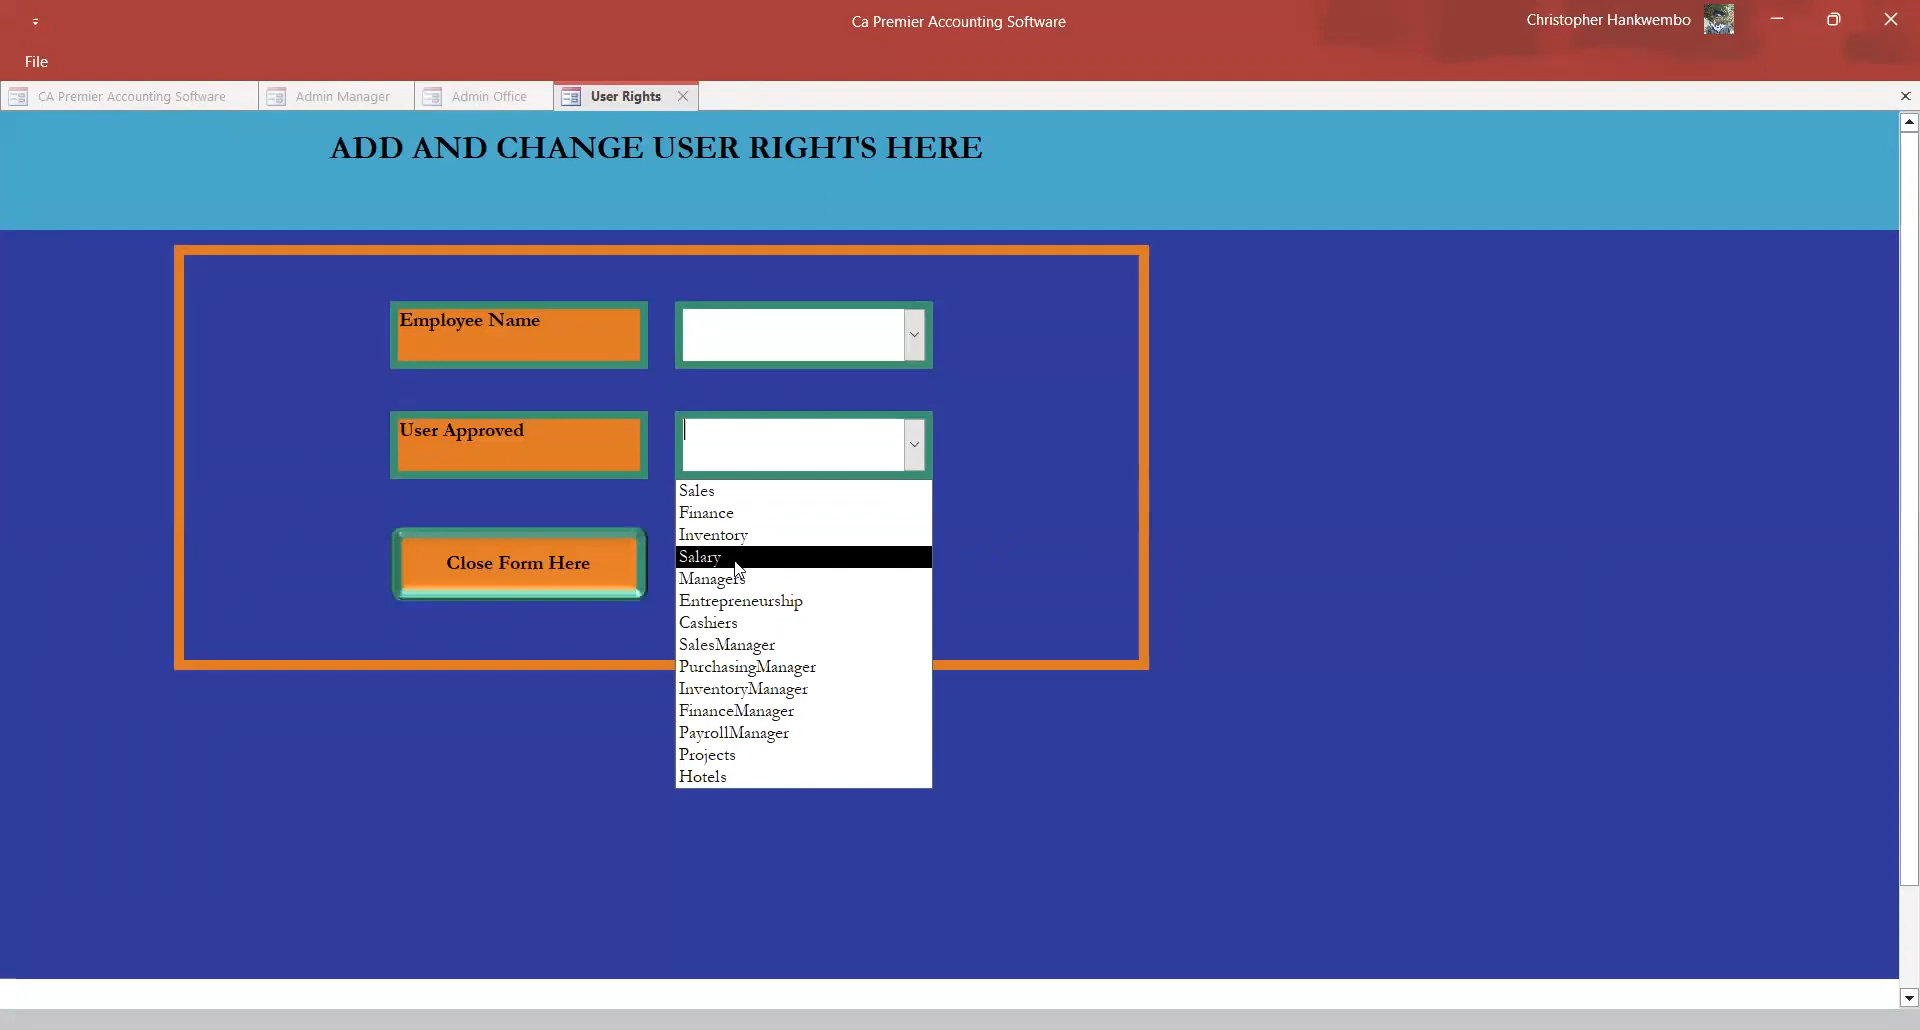 Ca Premier Accounting Software
Christopher Hankwembo
File
CA Premier Accounting Software
Admin Manager
Admin Office
User Rights
ADD AND CHANGE USER RIGHTS HERE
Employee Name
User Approved
Sales
Finance
Inventory
Salary
Managers
Entrepreneurship
Cashiers
SalesManager
PurchasingManager
InventoryManager
FinanceManager
PayrollManager
Projects
Hotels
Close Form Here